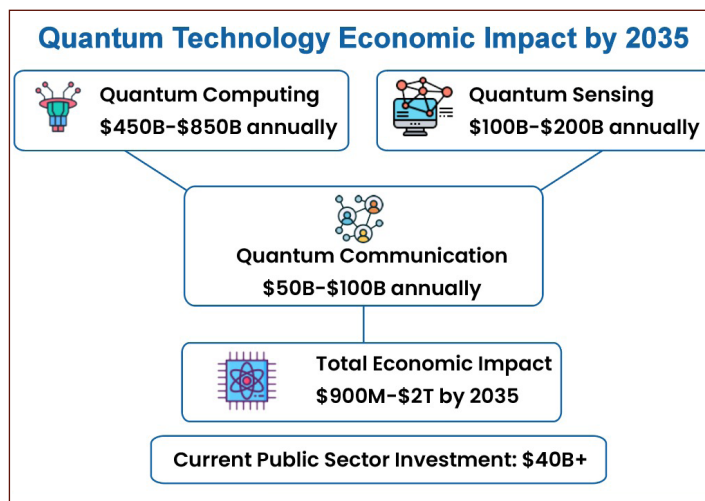 Quantum Technology Economic Impact by 2035
Quantum Computing
$450B-$850B annually
Quantum Sensing
$100B-$200B annually
Quantum Communication
$50B-$100B annually
Total Economic Impact
$900M-$2T by 2035
Current Public Sector Investment: $40B+